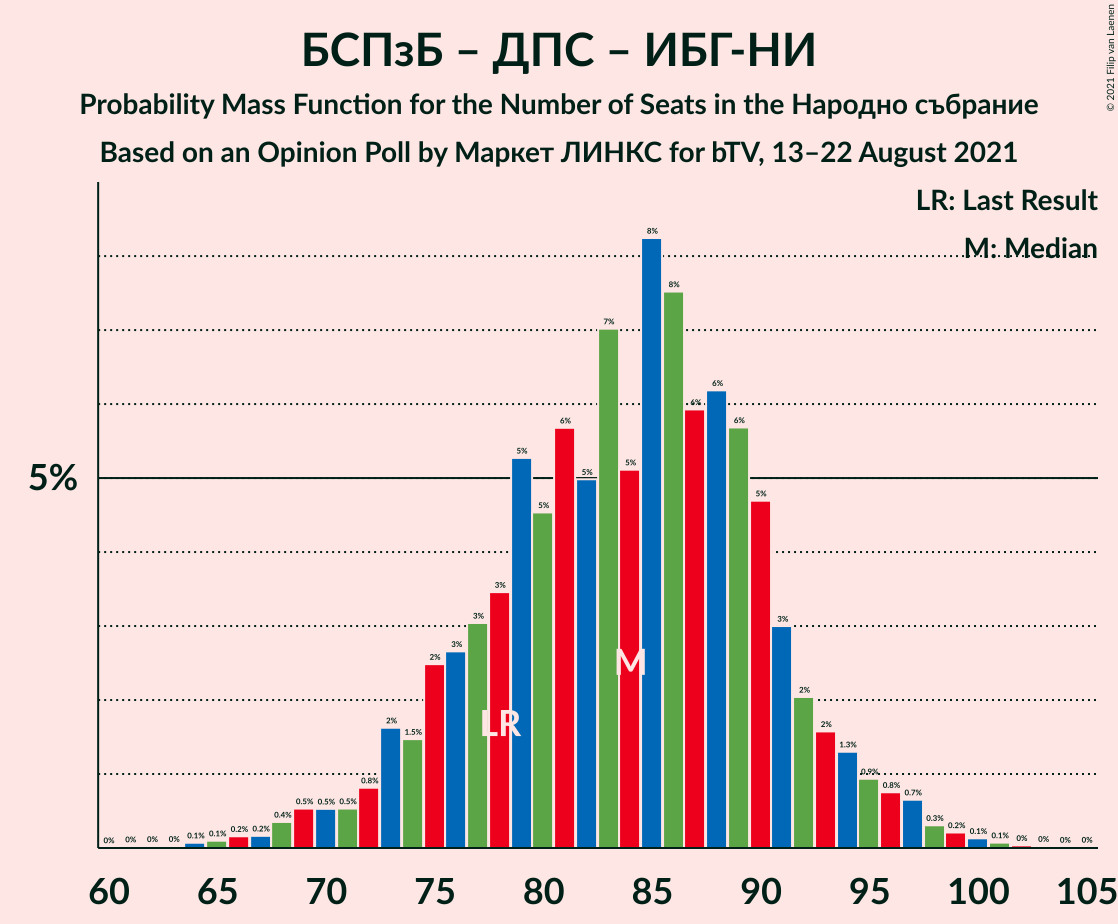 БСПзБ – ДПС – ИБГ-НИ
Probability Mass Function for the Number of Seats in the Народно събрание
Based on an Opinion Poll by Маркет ЛИНКС for bTV, 13–22 August 2021
© 2021 Filip van Laenen
LR: Last Result
M: Median
5%
0% 0% 0% 0% 0.1% 0.1% 0.2% 0.2% 0.4% 0.5% 0.5% 0.5% 0.8% 2% 1.5% 2% 3% 3% 3% 5% 5% 6% 5% 7% 5% 8% 8% 6% 6% 6% 5% 3% 2% 2% 1.3% 0.9% 0.8% 0.7% 0.3% 0.2% 0.1% 0.1% 0% 0% 0% 0%
M
LR
60 65 70 75 80 85 90 95 100 105